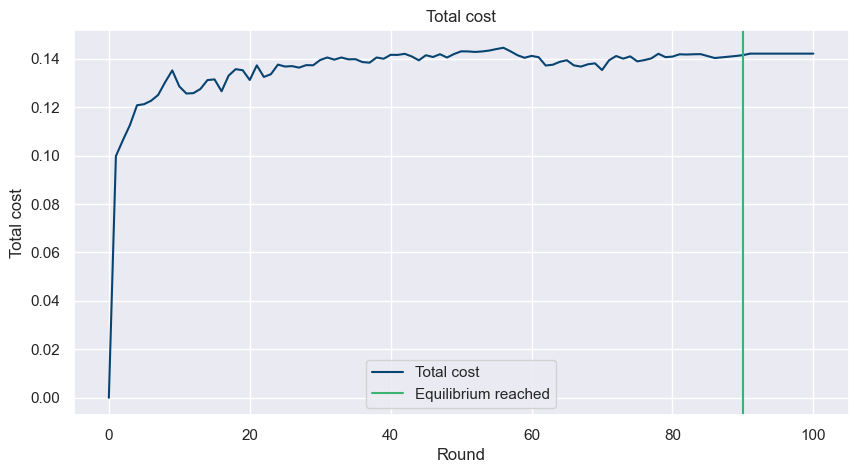 Total cost
0.14
0.12
0.10
0.08
0.06
0.04
0.02
0.00
Total cost
Total cost
Equilibrium reached
0
20
40
60
80
100
Round